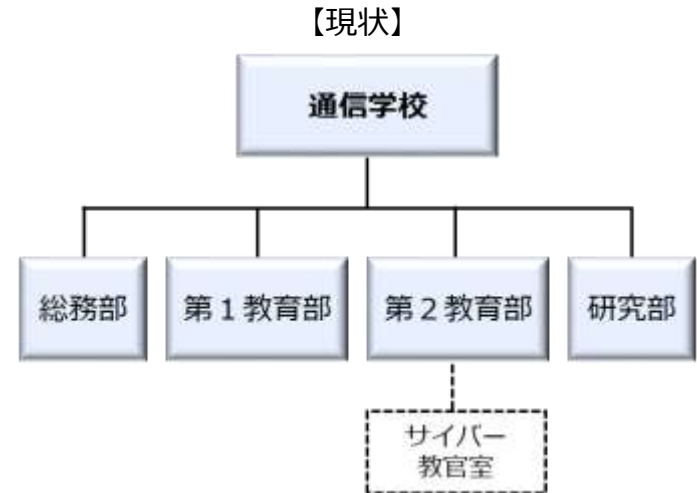 【現状】
通信学校
総務部
第１教育部
第２教育部
研究部
サイバー
教官室